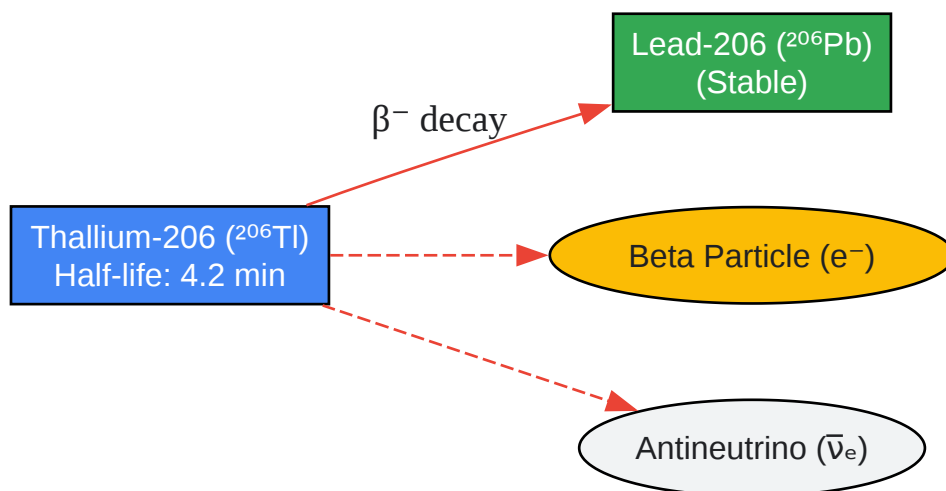 Lead-206 (²⁰⁶Pb)
(Stable)
β⁻ decay
Thallium-206 (²⁰⁶Tl)
Half-life: 4.2 min
Beta Particle (e⁻)
Antineutrino (ν̅ₑ)